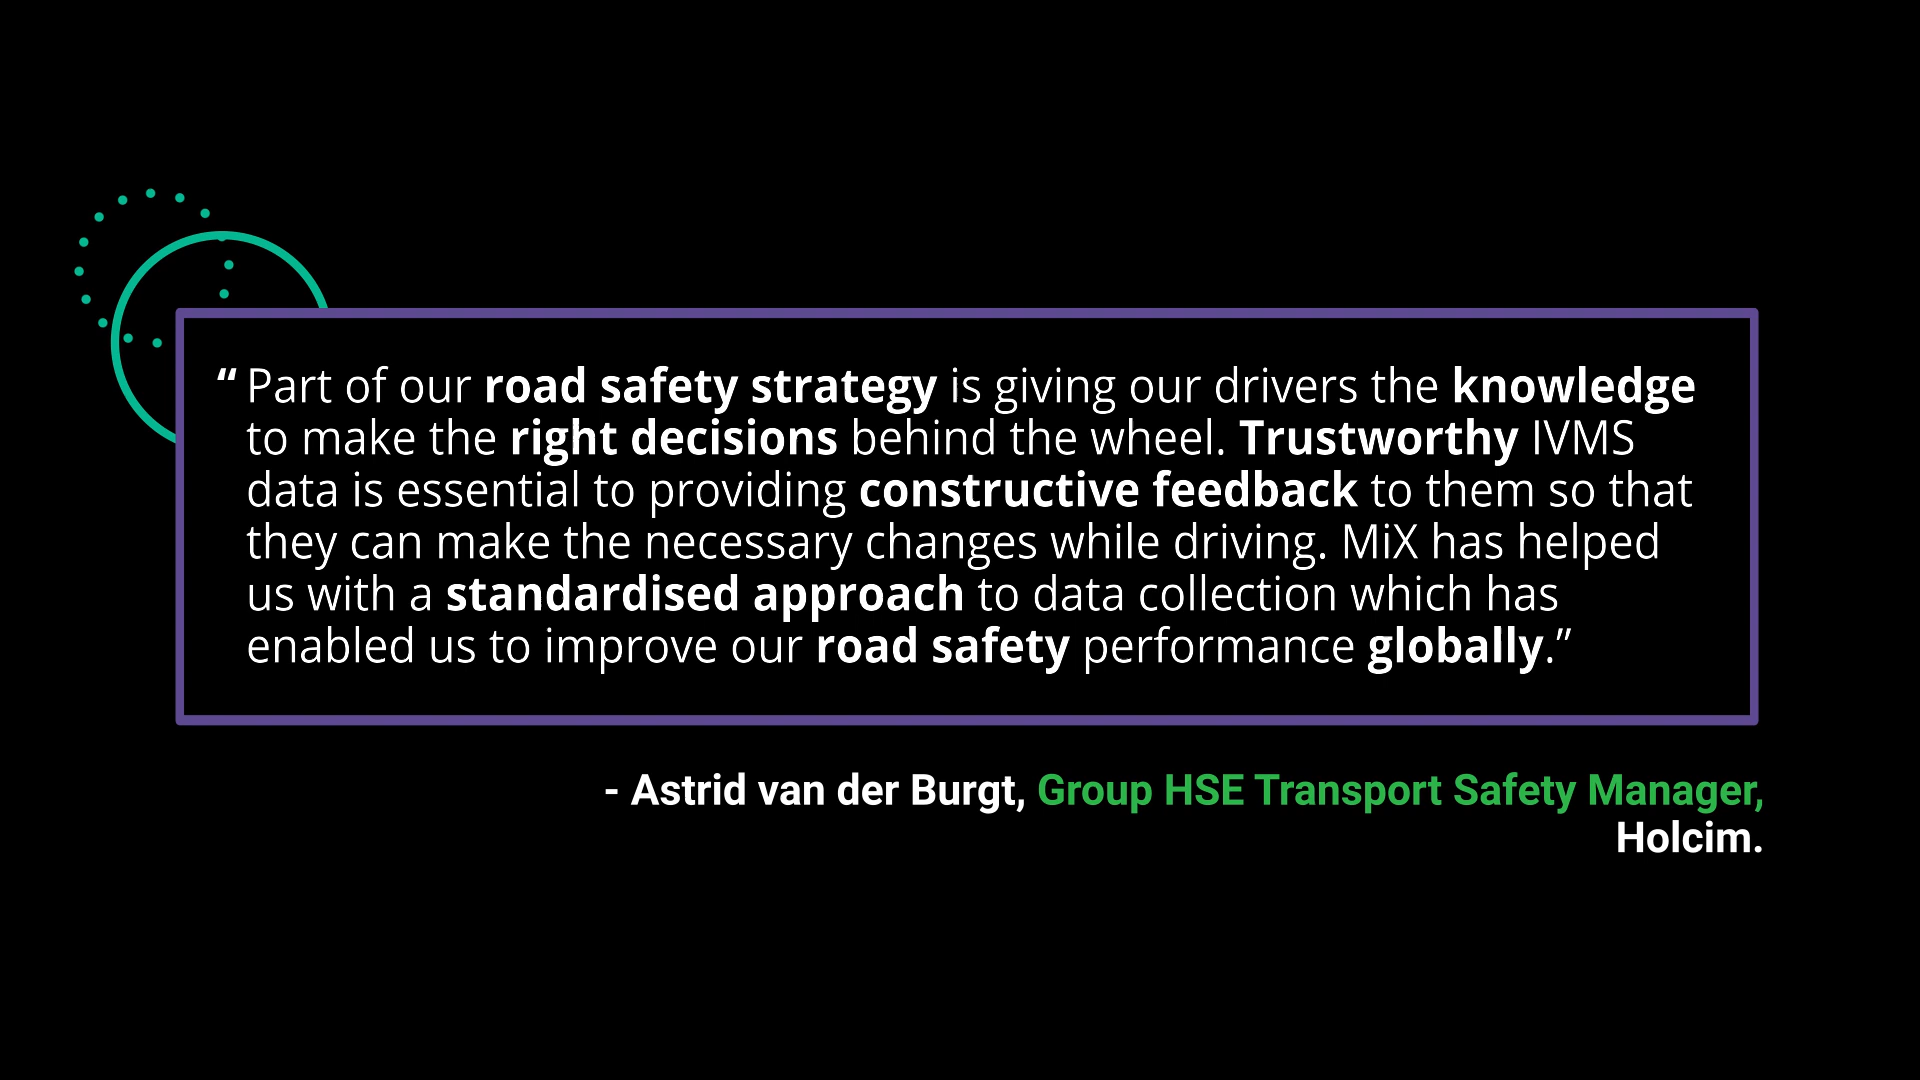 “Part of our road safety strategy is giving our drivers the knowledge
to make the right decisions behind the wheel. Trustworthy IVMS
data is essential to providing constructive feedback to them so that
they can make the necessary changes while driving. MiX has helped
us with a standardised approach to data collection which has
enabled us to improve our road safety performance globally.”
- Astrid van der Burgt, Group HSE Transport Safety Manager,
Holcim.